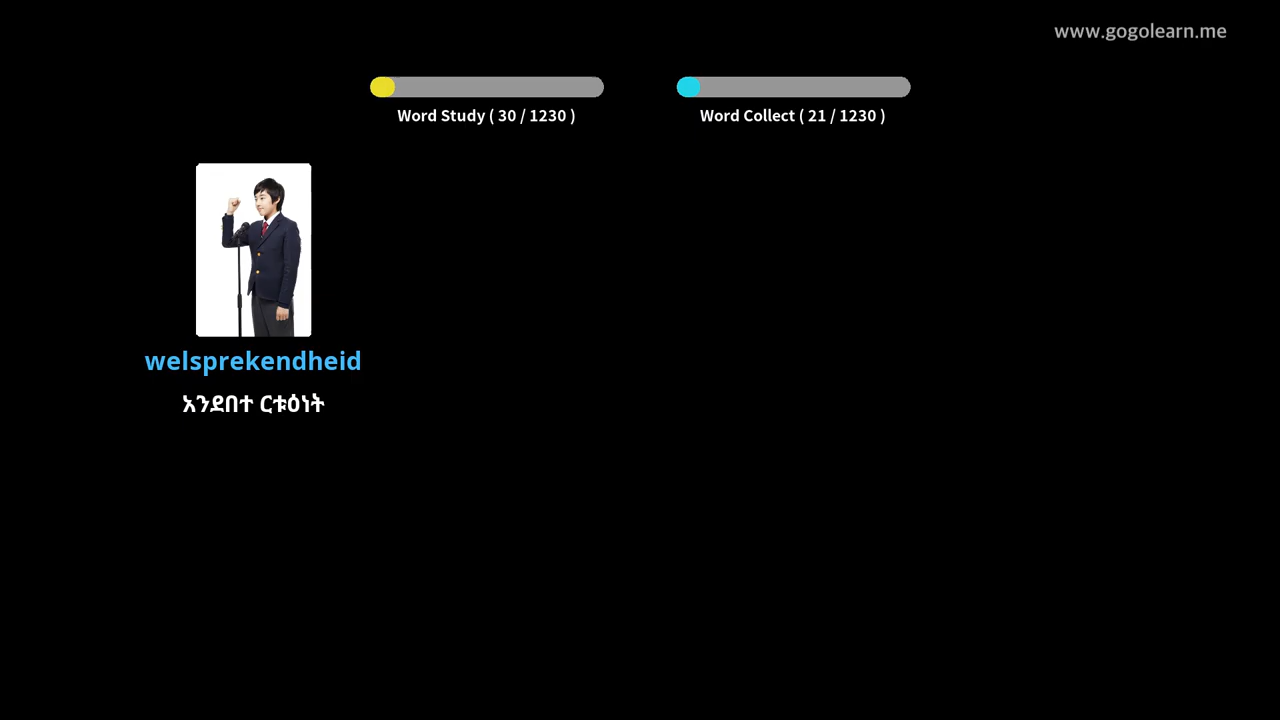 www.gogolearn.me
Word Study ( 30 / 1230 )
Word Collect ( 21 / 1230 )
welsprekendheid
አንደበተ ርቱዕነት